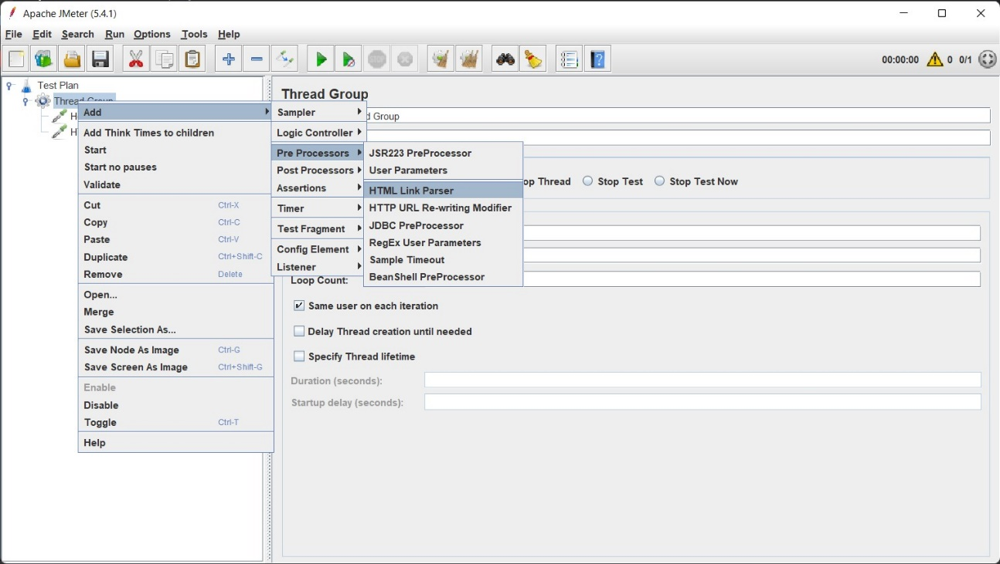 Apache JMeter (5.4.1)
File Edit Search Run Options Tools Help
STOP
00:00:00 0 0/1
Test Plan
Thread Group
H
H
Add
Add Think Times to children
Start
Start no pauses
Validate
Cut Ctrl-X
Copy Ctrl-C
Paste Ctrl-V
Duplicate Ctrl+Shift-C
Remove Delete
Open...
Merge
Save Selection As...
Save Node As Image Ctrl-G
Save Screen As Image Ctrl+Shift-G
Enable
Disable
Toggle Ctrl-T
Help
Sampler
Logic Controller
Pre Processors
Post Processors
Assertions
Timer
Test Fragment
Config Element
Listener
JSR223 PreProcessor
User Parameters
HTML Link Parser
HTTP URL Re-writing Modifier
JDBC PreProcessor
RegEx User Parameters
Sample Timeout
BeanShell PreProcessor
Thread Group
d Group
op Thread Stop Test Stop Test Now
Loop Count:
Same user on each iteration
Delay Thread creation until needed
Specify Thread lifetime
Duration (seconds):
Startup delay (seconds):